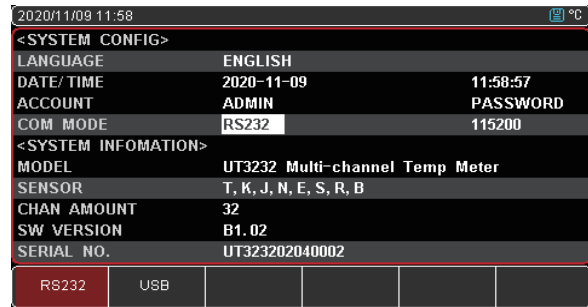 2020/11/09 11:58 °C
<SYSTEM CONFIG>
LANGUAGE ENGLISH
DATE/TIME 2020-11-09 11:58:57
ACCOUNT ADMIN PASSWORD
COM MODE RS232 115200
<SYSTEM INFOMATION>
MODEL UT3232 Multi-channel Temp Meter
SENSOR T, K, J, N, E, S, R, B
CHAN AMOUNT 32
SW VERSION B1.02
SERIAL NO. UT323202040002
RS232 USB